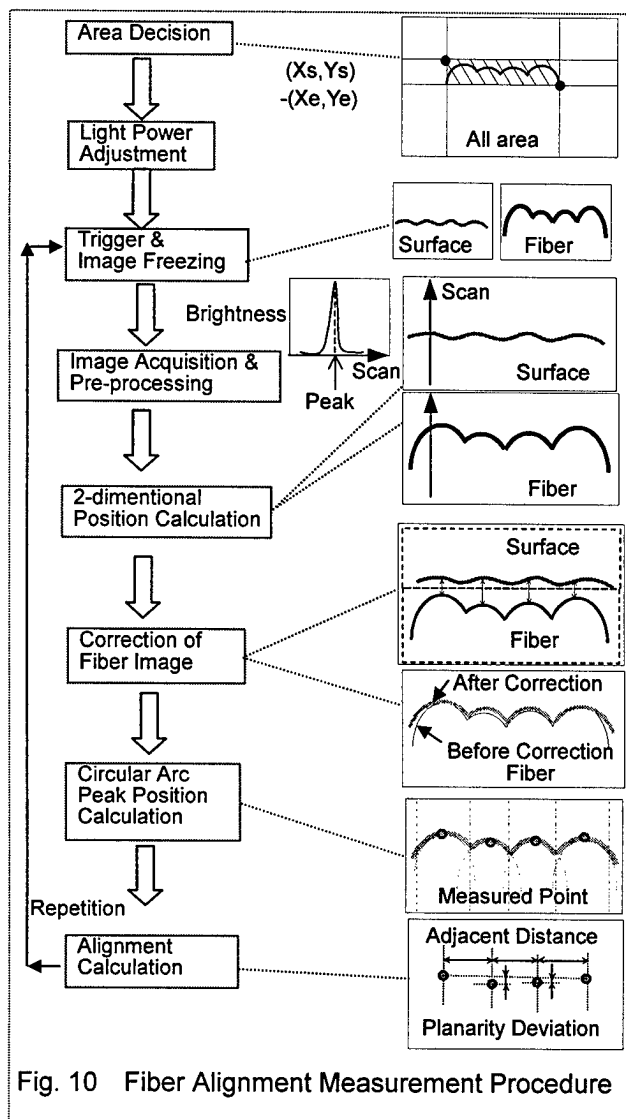 Area Decision
(Xs,Ys)
-(Xe,Ye)
All area
Light Power
Adjustment
Trigger &
Image Freezing
Surface
Fiber
Brightness
Scan
Peak
Scan
Surface
Image Acquisition &
Pre-processing
Fiber
2-dimentional
Position Calculation
Surface
Fiber
Correction of
Fiber Image
After Correction
Before Correction
Fiber
Circular Arc
Peak Position
Calculation
Measured Point
Repetition
Alignment
Calculation
Adjacent Distance
Planarity Deviation
Fig. 10 Fiber Alignment Measurement Procedure